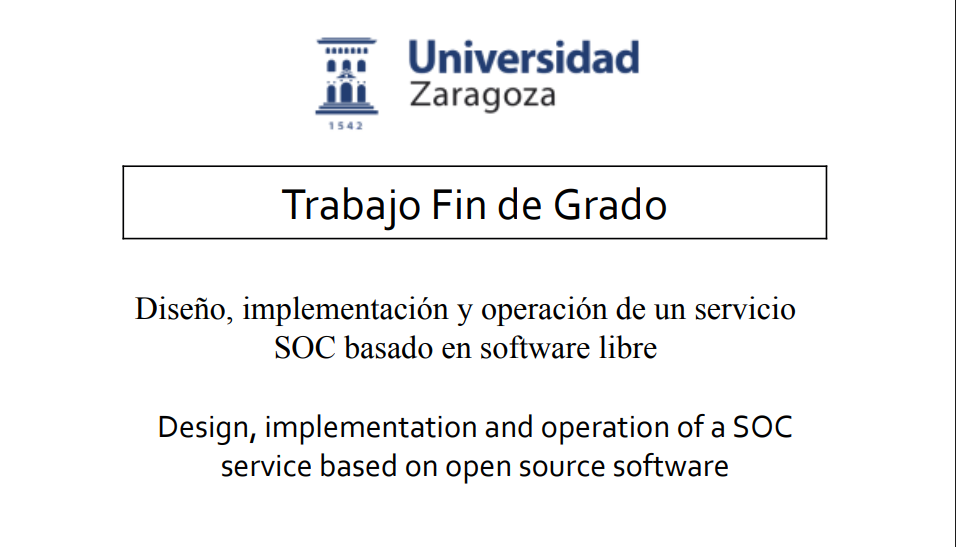 Universidad
Zaragoza
1542
Trabajo Fin de Grado
Diseño, implementación y operación de un servicio
SOC basado en software libre
Design, implementation and operation of a SOC
service based on open source software